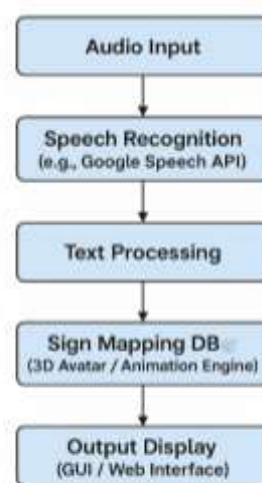 Audio Input
Speech Recognition
(e.g., Google Speech API)
Text Processing
Sign Mapping DB
(3D Avatar / Animation Engine)
Output Display
(GUI / Web Interface)